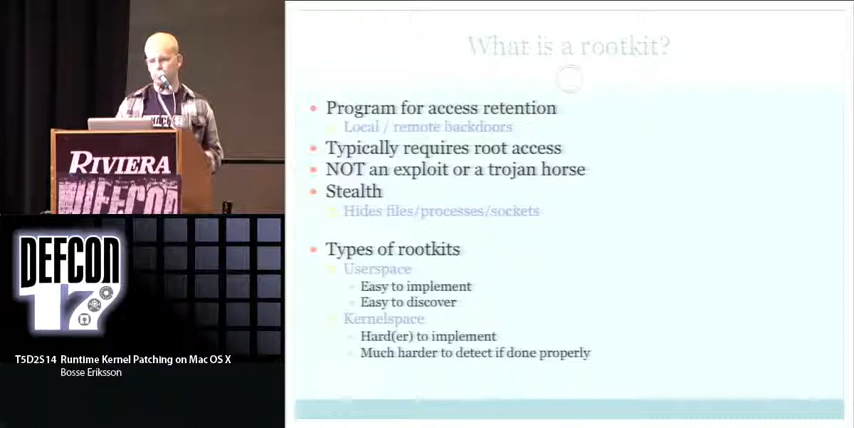 What is a rootkit?
Program for access retention
Local / remote backdoors
Typically requires root access
NOT an exploit or a trojan horse
Stealth
Hides files/processes/sockets
Types of rootkits
Userspace
Easy to implement
Easy to discover
Kernelspace
Hard(er) to implement
Much harder to detect if done properly
RIVIERA
DEFCON
DEFCON
17
T5D2S14 Runtime Kernel Patching on Mac OS X
Bosse Eriksson